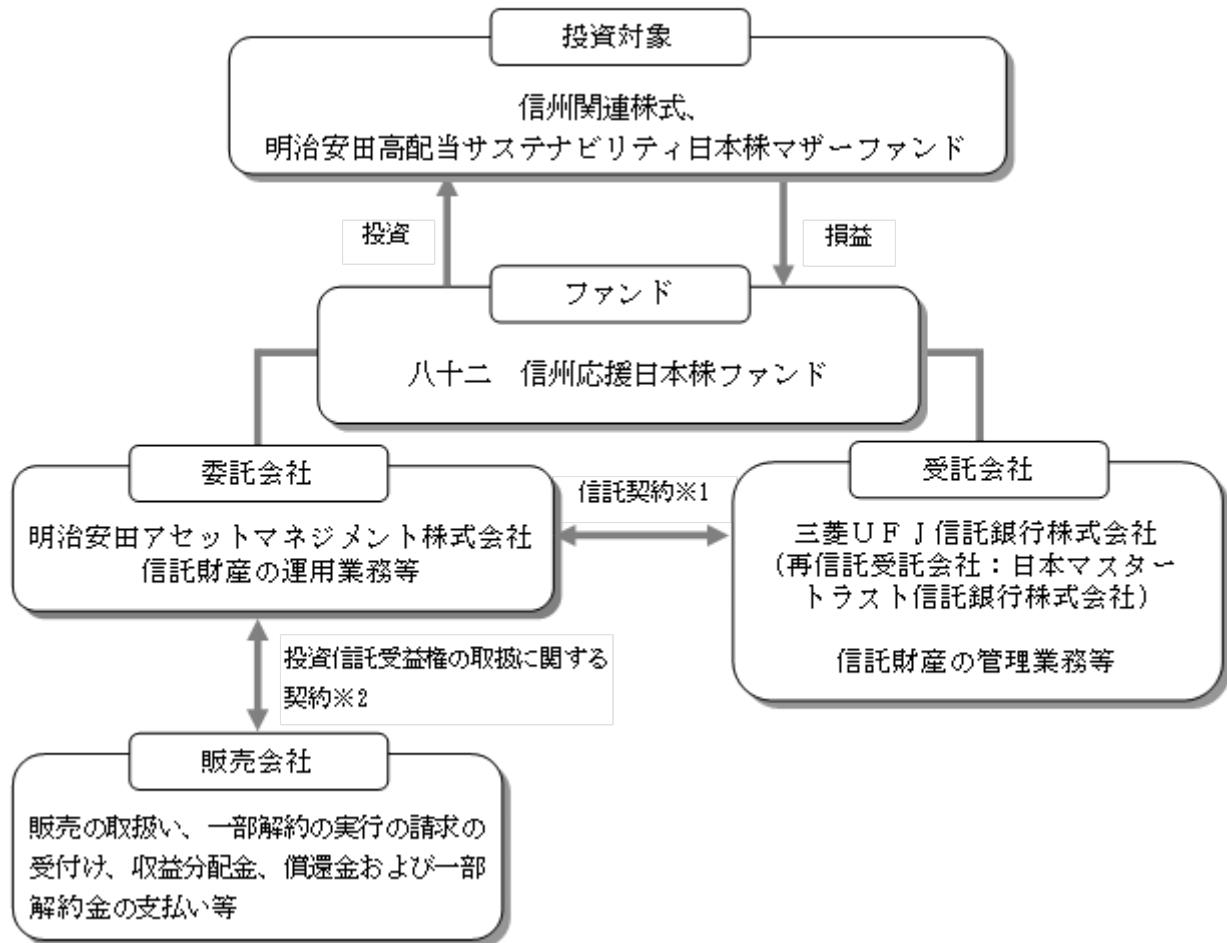 投資対象
信州関連株式、
明治安田高配当サステナビリティ日本株マザーファンド
投資
損益
ファンド
八十二　信州応援日本株ファンド
委託会社
明治安田アセットマネジメント株式会社
信託財産の運用業務等
信託契約※1
受託会社
三菱ＵＦＪ信託銀行株式会社
(再信託受託会社：日本マスター
トラスト信託銀行株式会社)
信託財産の管理業務等
投資信託受益権の取扱に関する
契約※2
販売会社
販売の取扱い、一部解約の実行の請求の
受付け、収益分配金、償還金および一部
解約金の支払い等